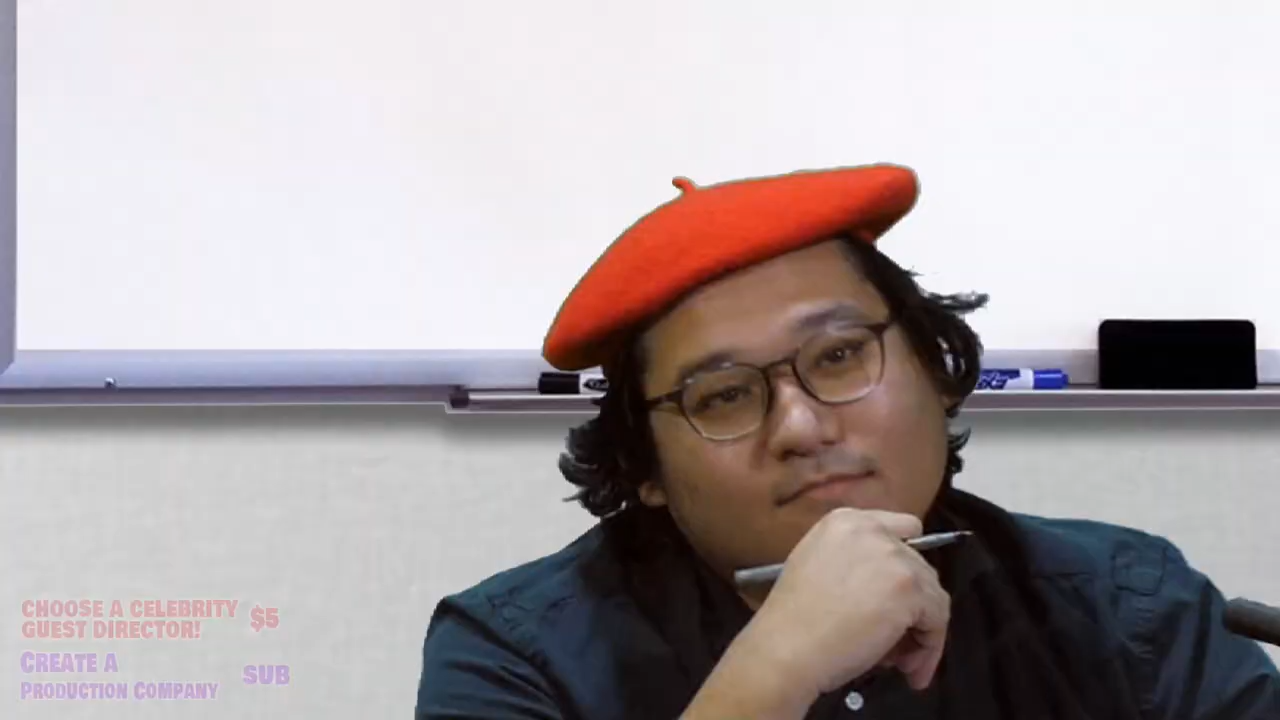 CHOOSE A CELEBRITY
GUEST DIRECTOR! $5
CREATE A
PRODUCTION COMPANY SUB